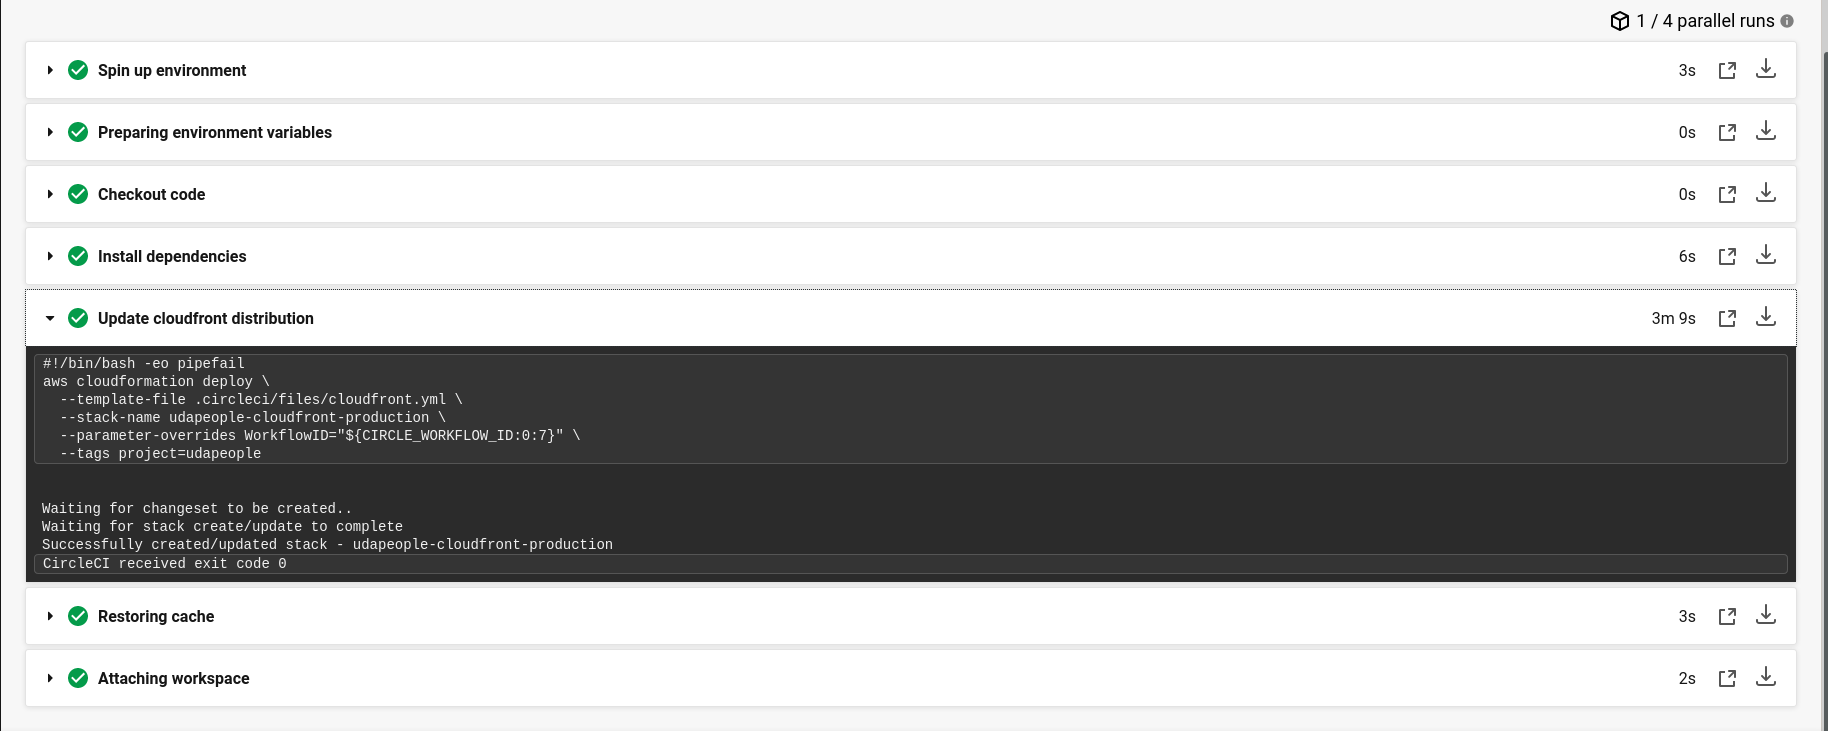 1 / 4 parallel runs
Spin up environment 3s
Preparing environment variables 0s
Checkout code 0s
Install dependencies 6s
Update cloudfront distribution 3m 9s
#!/bin/bash -eo pipefail
aws cloudformation deploy \
  --template-file .circleci/files/cloudfront.yml \
  --stack-name udapeople-cloudfront-production \
  --parameter-overrides WorkflowID="${CIRCLE_WORKFLOW_ID:0:7}" \
  --tags project=udapeople
Waiting for changeset to be created..
Waiting for stack create/update to complete
Successfully created/updated stack - udapeople-cloudfront-production
CircleCI received exit code 0
Restoring cache 3s
Attaching workspace 2s